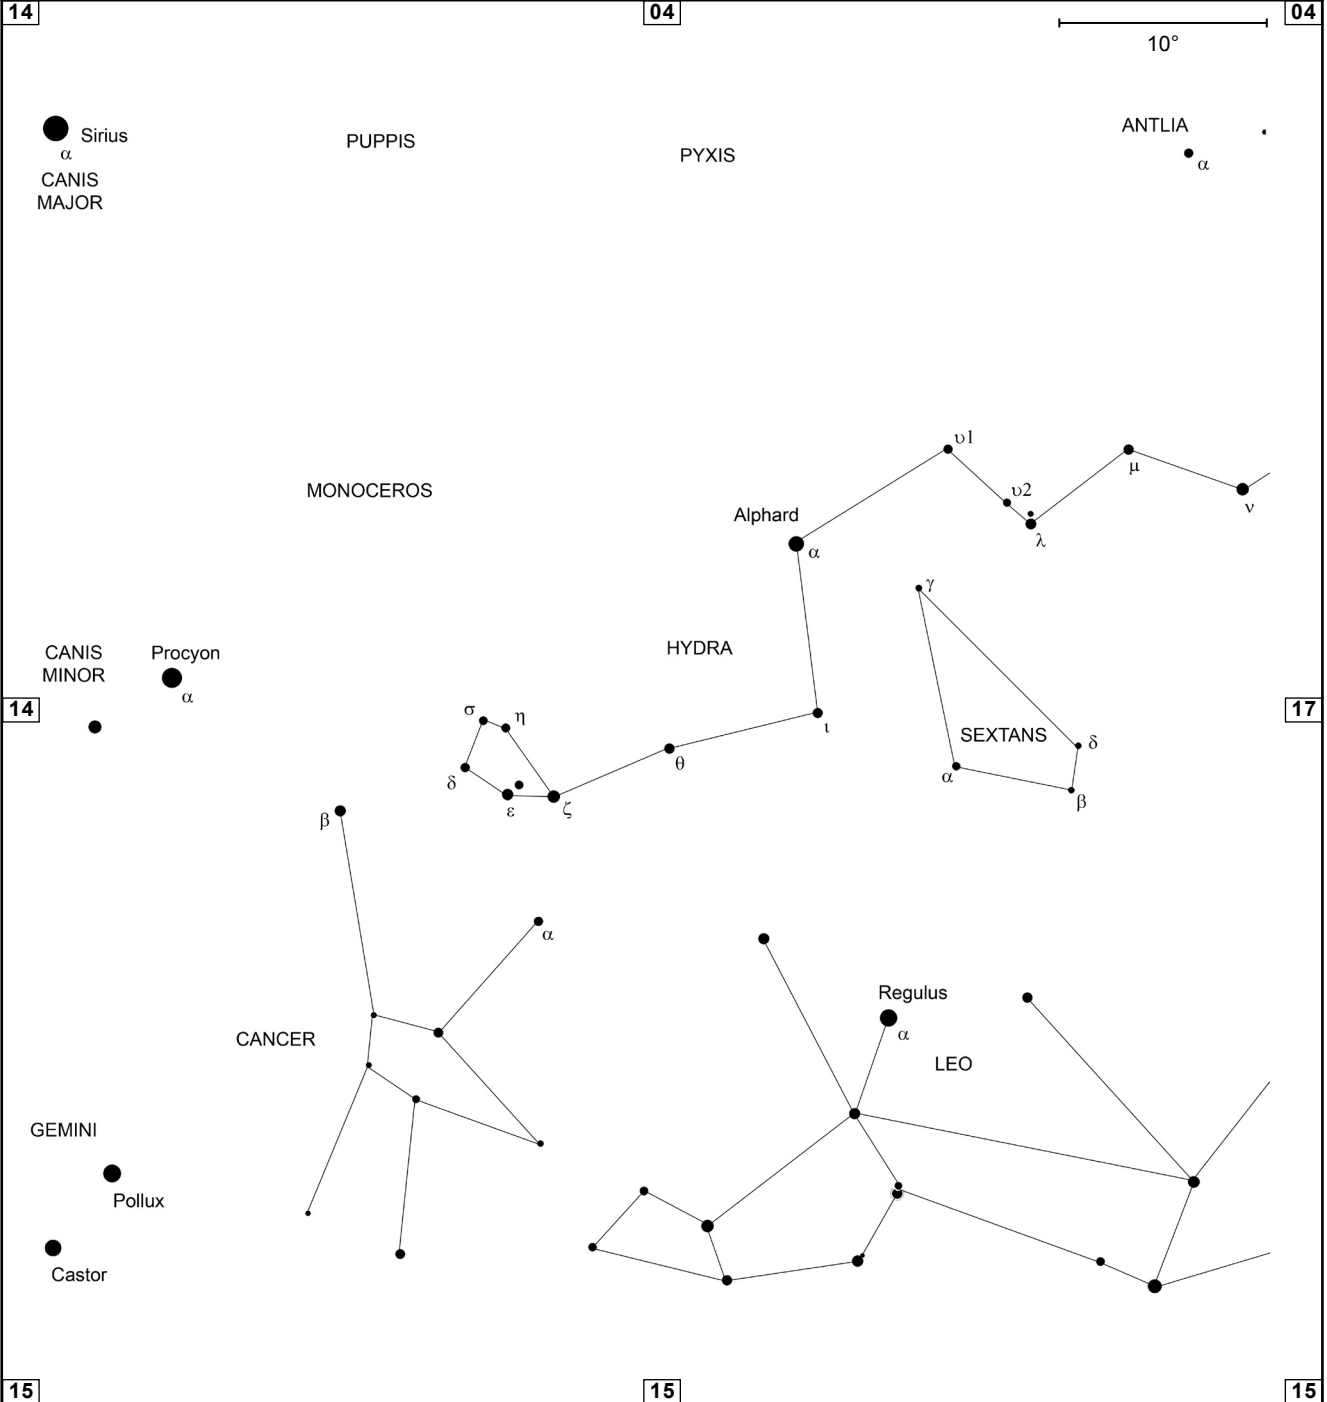 14
04
04
10°
Sirius
α
CANIS
MAJOR
PUPPIS
PYXIS
ANTLIA
α
υ1
μ
MONOCEROS
υ2
ν
Alphard
α
λ
γ
HYDRA
CANIS
MINOR
Procyon
α
14
σ
η
ι
17
SEXTANS
δ
θ
δ
α
ε
ζ
β
β
α
Regulus
α
CANCER
LEO
GEMINI
Pollux
Castor
15
15
15